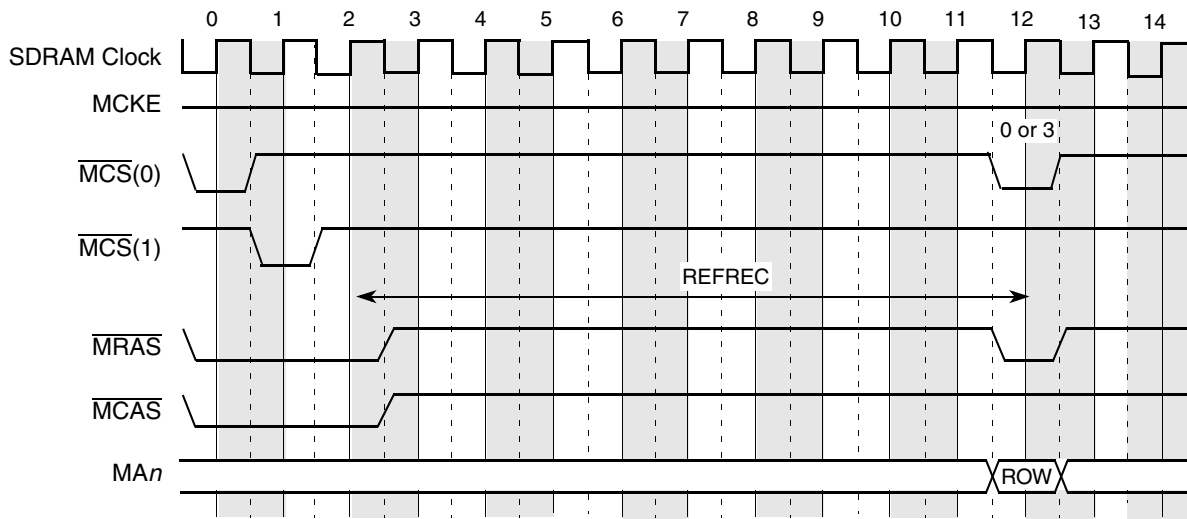 0 1 2 3 4 5 6 7 8 9 10 11 12 13 14
SDRAM Clock
MCKE
0 or 3
MCS(0)
MCS(1)
REFREC
MRAS
MCAS
MAn
ROW